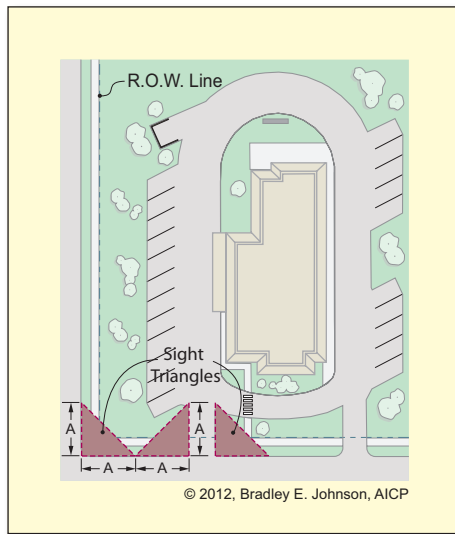 R.O.W. Line
Sight
Triangles
A
A
A
A
© 2012, Bradley E. Johnson, AICP